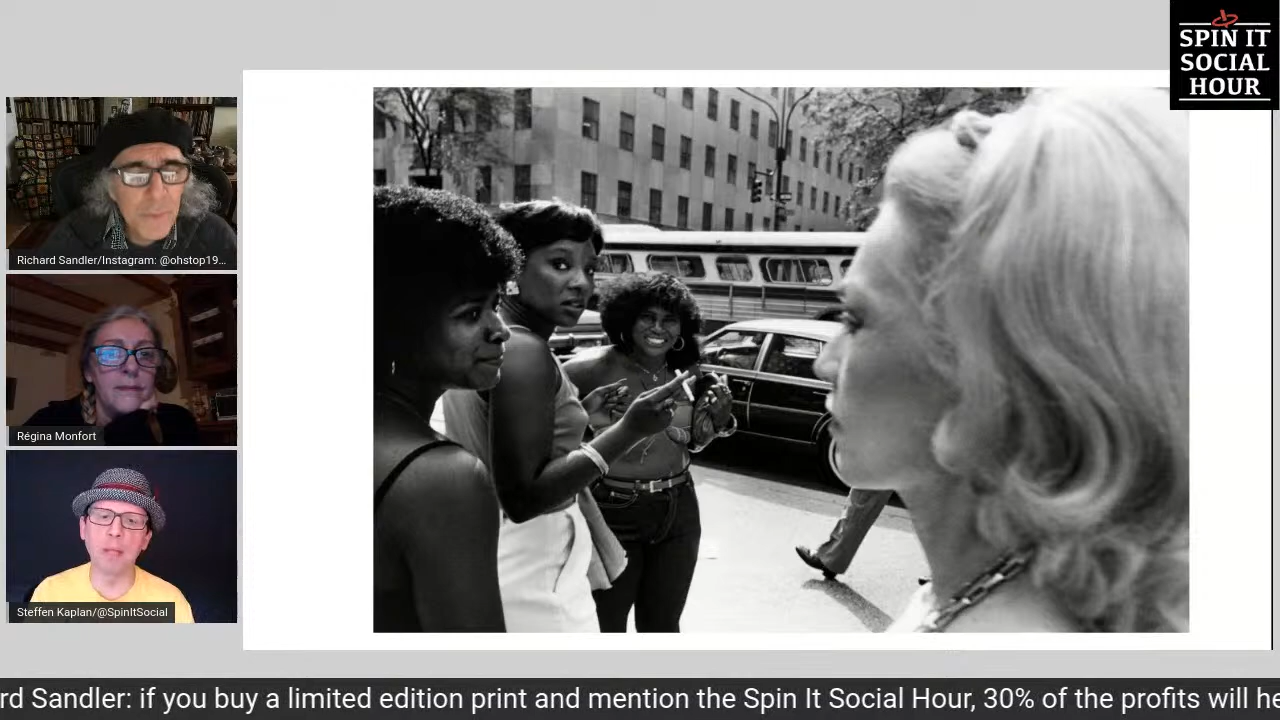 SPIN IT
SOCIAL
HOUR
Richard Sandler/Instagram: @ohstop19...
Régina Monfort
Steffen Kaplan/@SpinItSocial
rd Sandler: if you buy a limited edition print and mention the Spin It Social Hour, 30% of the profits will he